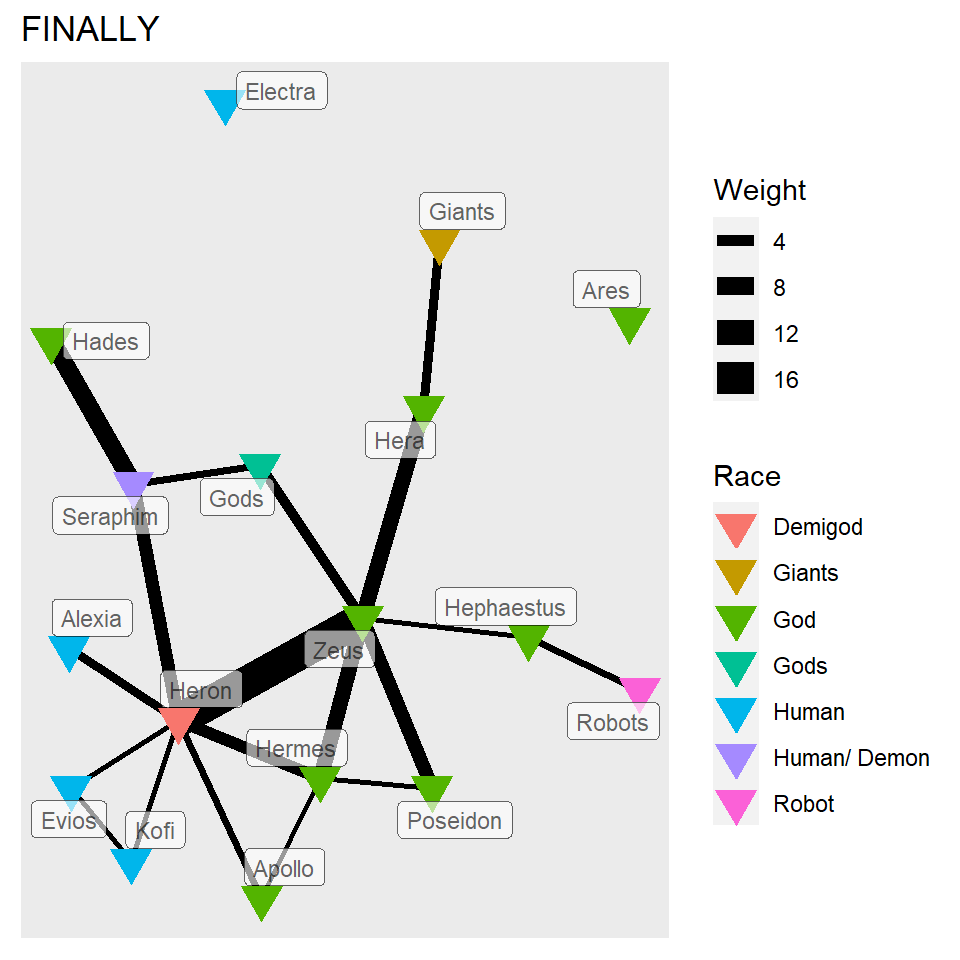 FINALLY
Electra
Giants
Ares
Hades
Hera
Gods
Seraphim
Hephaestus
Alexia
Zeus
Heron
Robots
Hermes
Evios
Kofi
Poseidon
Apollo
Weight
4
8
12
16
Race
Demigod
Giants
God
Gods
Human
Human/ Demon
Robot